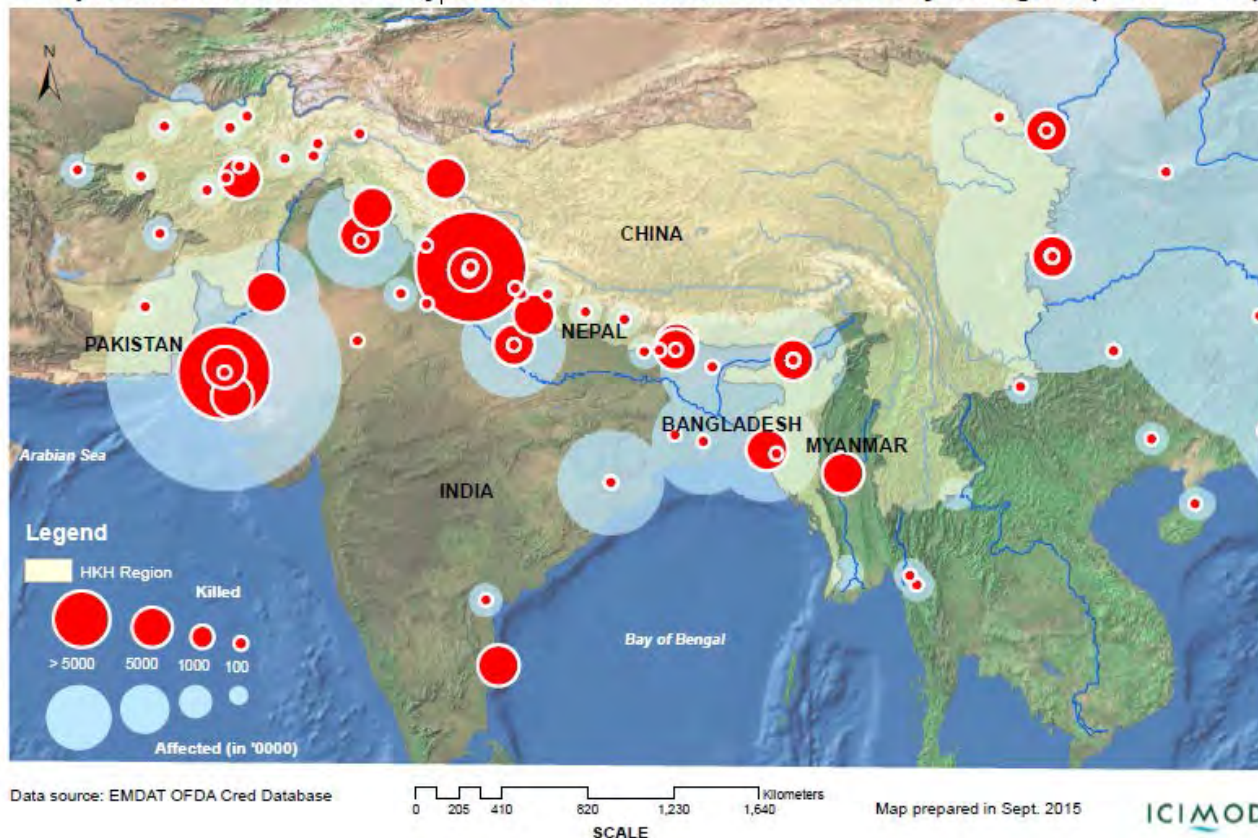 N
CHINA
PAKISTAN
NEPAL
BANGLADESH
MYANMAR
Arabian Sea
INDIA
Legend
HKH Region
Killed
> 5000 5000 1000 100
Bay of Bengal
Affected (in '0000)
Data source: EMDAT OFDA Cred Database
0 205 410 820 1,230 1,640 Kilometers
SCALE
Map prepared in Sept. 2015
ICIMOD